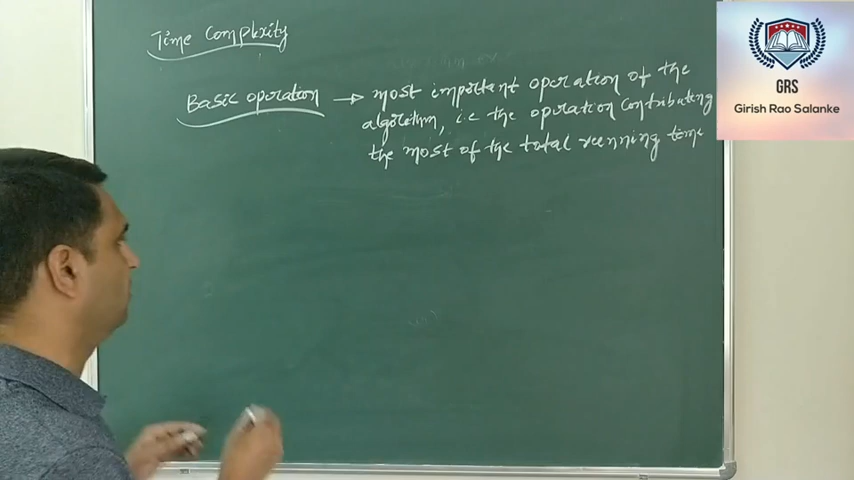 Time Complexity
Basic operation → most important operation of the
algorithm, i.e the operation contributing
the most of the total running time
GRS
Girish Rao Salanke